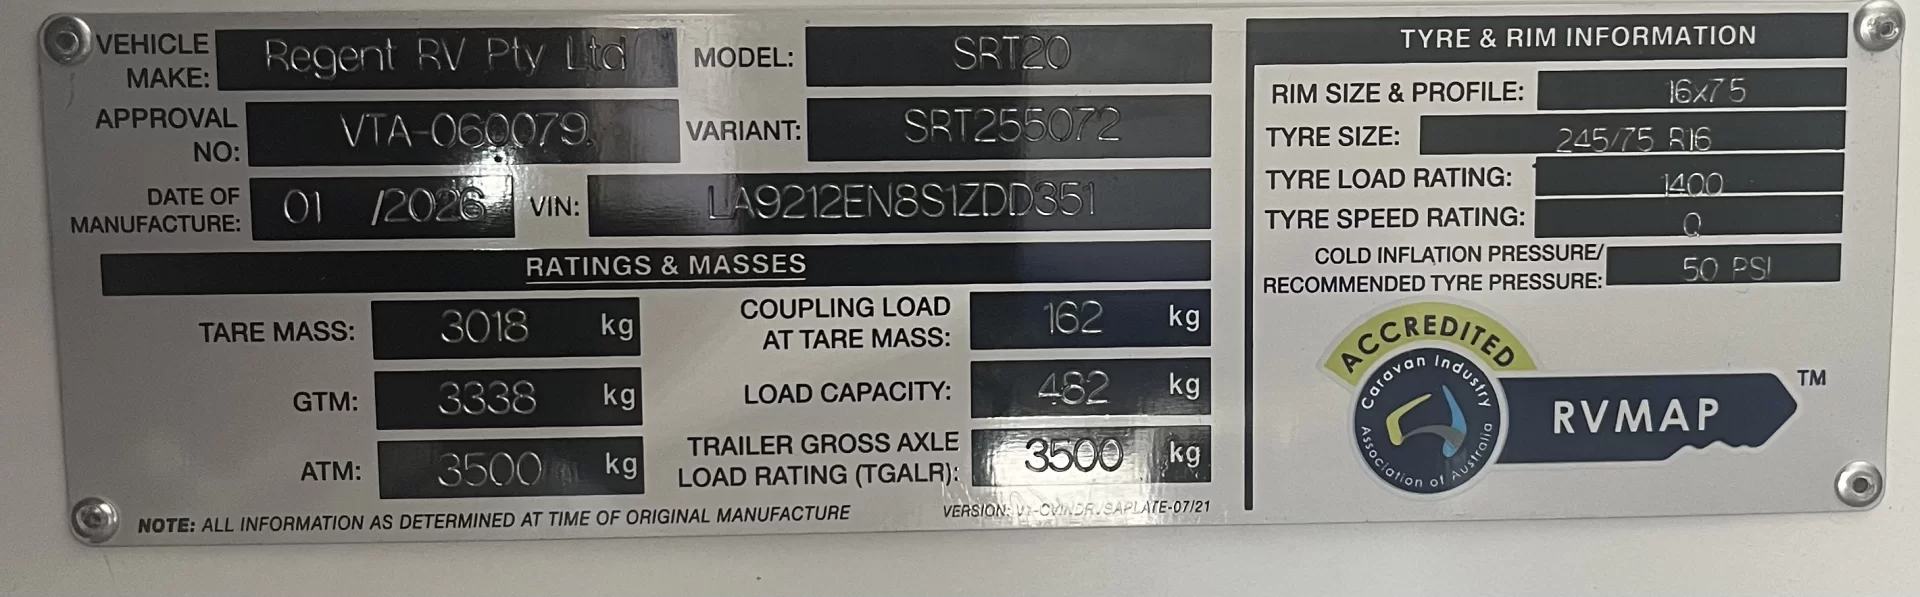 VEHICLE MAKE: Regent RV Pty Ltd MODEL: SRT20
APPROVAL NO: VTA-060079 VARIANT: SRT255072
DATE OF MANUFACTURE: 01 /2026 VIN: LA9212EN8S1ZDD351
RATINGS & MASSES
TARE MASS: 3018 kg COUPLING LOAD AT TARE MASS: 162 kg
GTM: 3338 kg LOAD CAPACITY: 482 kg
ATM: 3500 kg TRAILER GROSS AXLE LOAD RATING (TGALR): 3500 kg
NOTE: ALL INFORMATION AS DETERMINED AT TIME OF ORIGINAL MANUFACTURE
VERSION:
TYRE & RIM INFORMATION
RIM SIZE & PROFILE: 16x75
TYRE SIZE: 245/75 R16
TYRE LOAD RATING: 1400
TYRE SPEED RATING: Q
COLD INFLATION PRESSURE/
RECOMMENDED TYRE PRESSURE: 50 PSI
ACCREDITED
Caravan Industry
Association of Australia
RVMAP TM